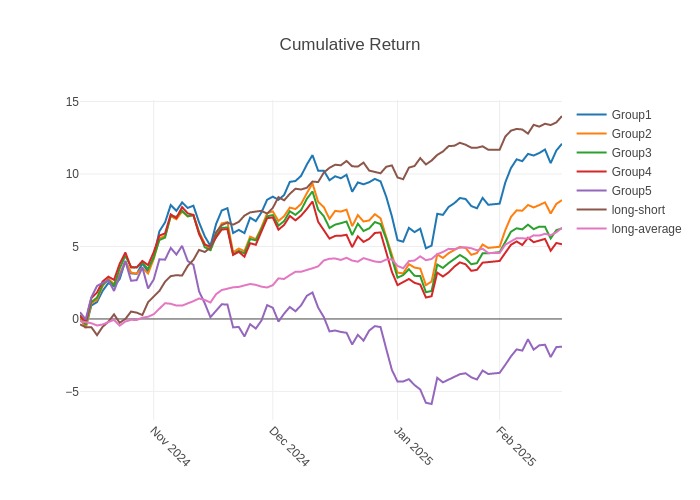 Cumulative Return
15
10
5
0
−5
Nov 2024
Dec 2024
Jan 2025
Feb 2025
Group1
Group2
Group3
Group4
Group5
long-short
long-average